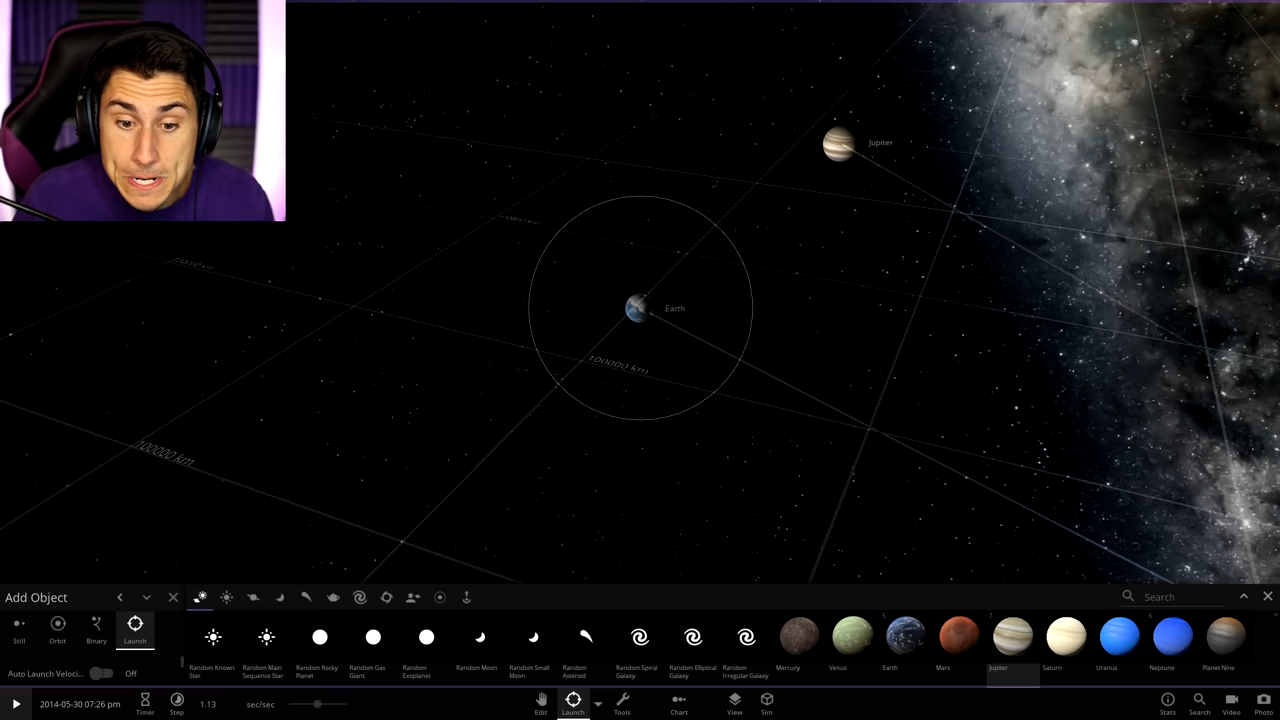 Jupiter
Earth
100000 km
100000 km
Add Object
Search
Still
Orbit
Binary
Launch
Random Known Star
Random Main Sequence Star
Random Rocky Planet
Random Gas Giant
Random Exoplanet
Random Moon
Random Small Moon
Random Asteroid
Random Spiral Galaxy
Random Elliptical Galaxy
Random Irregular Galaxy
Mercury
Venus
5
Earth
Mars
7
Jupiter
Saturn
Uranus
6
Neptune
Planet Nine
Auto Launch Veloci...
Off
2014-05-30 07:26 pm
Timer
Step
1.13
sec/sec
Edit
Launch
Tools
Chart
View
Sim
Stats
Search
Video
Photo